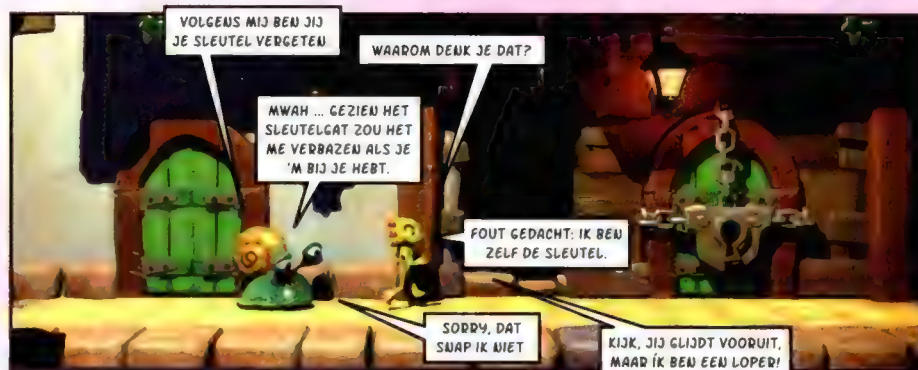 VOLGENS MIJ BEN JIJ
JE SLEUTEL VERGETEN
WAAROM DENK JE DAT?
MWAH ... GEZIEN HET
SLEUTELGAT ZOU HET
ME VERBAZEN ALS JE
'M BIJ JE HEBT.
FOUT GEDACHT: IK BEN
ZELF DE SLEUTEL.
SORRY, DAT
SNAP IK NIET
KIJK, JIJ GLIJDT VOORUIT,
MAAR ÍK BEN EEN LOPER!